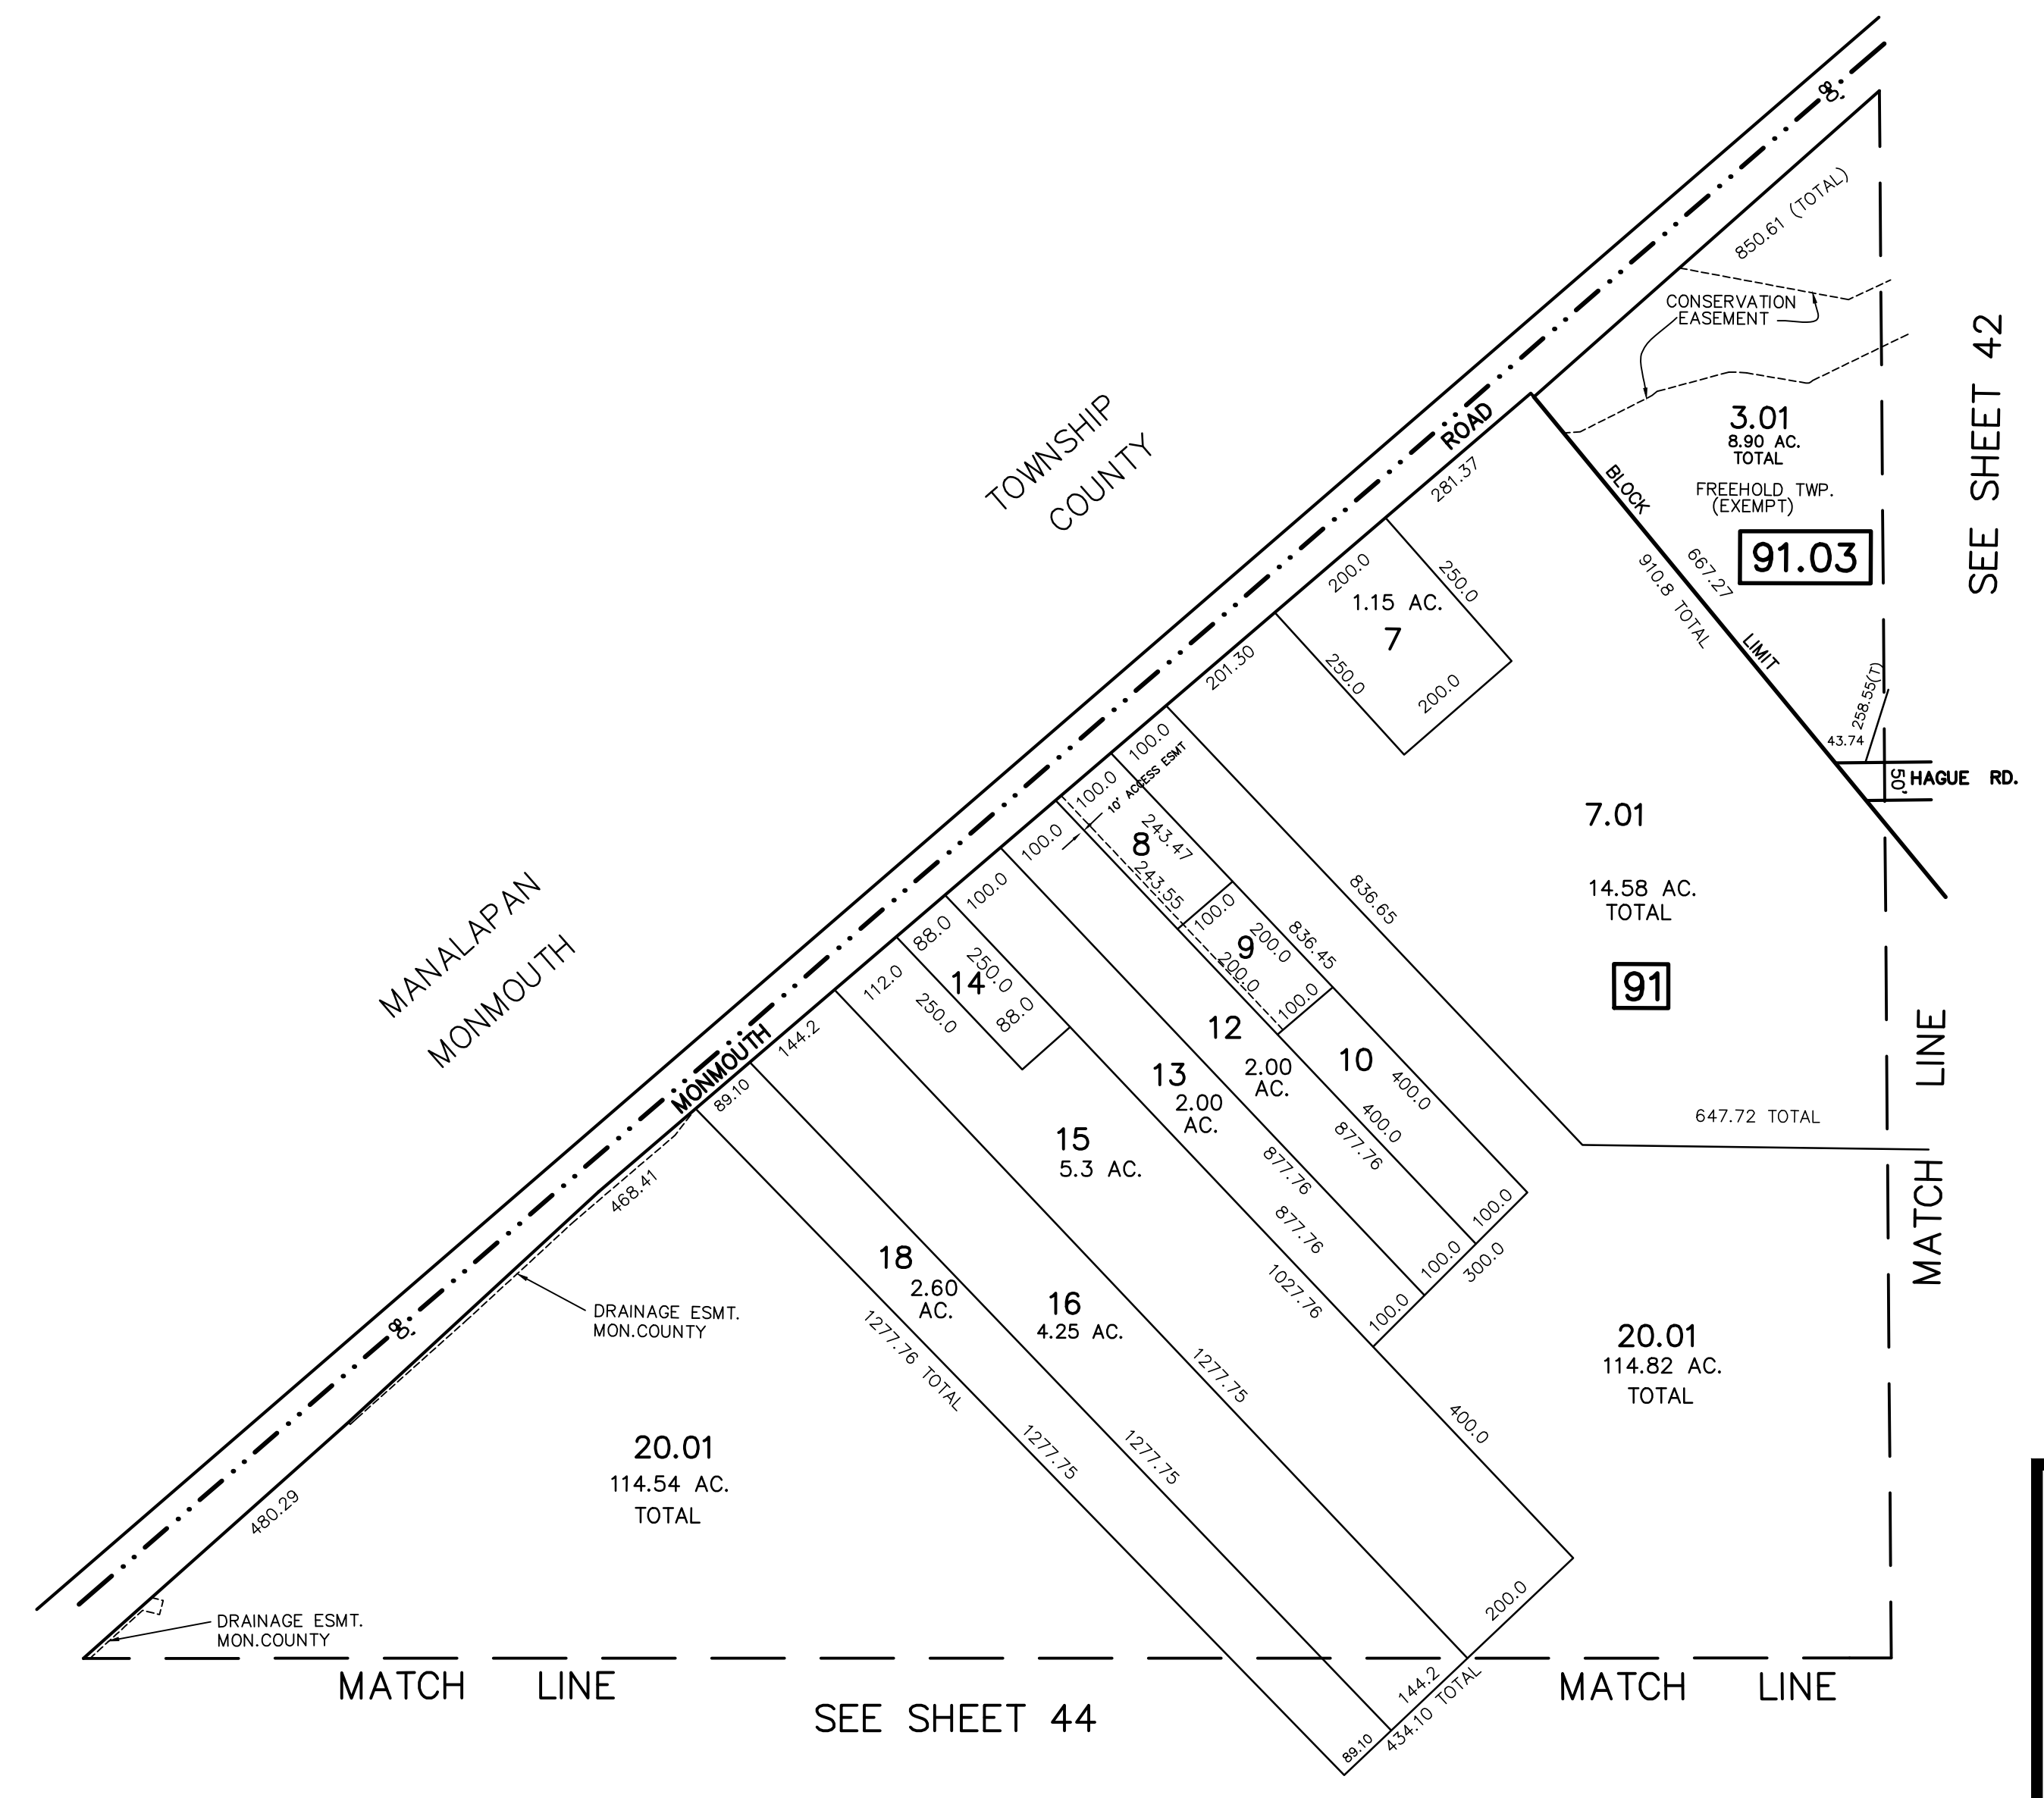 80'
850.61 (TOTAL)
CONSERVATION
EASEMENT
SEE SHEET 42
TOWNSHIP
COUNTY
ROAD
281.37
3.01
8.90 AC.
TOTAL
FREEHOLD TWP.
(EXEMPT)
91.03
BLOCK
LIMIT
667.27
910.8 TOTAL
200.0
250.0
1.15 AC.
7
250.0
200.0
201.30
258.55(T)
43.74
50'
HAGUE RD.
100.0
100.0
10' ACCESS ESMT
100.0
8
243.47
243.55
7.01
14.58 AC.
TOTAL
836.65
100.0
88.0
112.0
14
250.0
250.0
88.0
100.0
9
200.0
200.0
836.45
100.0
91
MANALAPAN
MONMOUTH
MONMOUTH
144.2
89.10
12
2.00
AC.
10
400.0
400.0
877.76
13
2.00
AC.
877.76
877.76
647.72 TOTAL
MATCH LINE
15
5.3 AC.
468.41
100.0
100.0
100.0
300.0
1027.76
18
2.60
AC.
16
4.25 AC.
1277.76 TOTAL
1277.75
1277.75
1277.75
DRAINAGE ESMT.
MON.COUNTY
80'
20.01
114.82 AC.
TOTAL
400.0
20.01
114.54 AC.
TOTAL
480.29
200.0
DRAINAGE ESMT.
MON.COUNTY
144.2
89.10
434.10 TOTAL
MATCH LINE
MATCH LINE
SEE SHEET 44